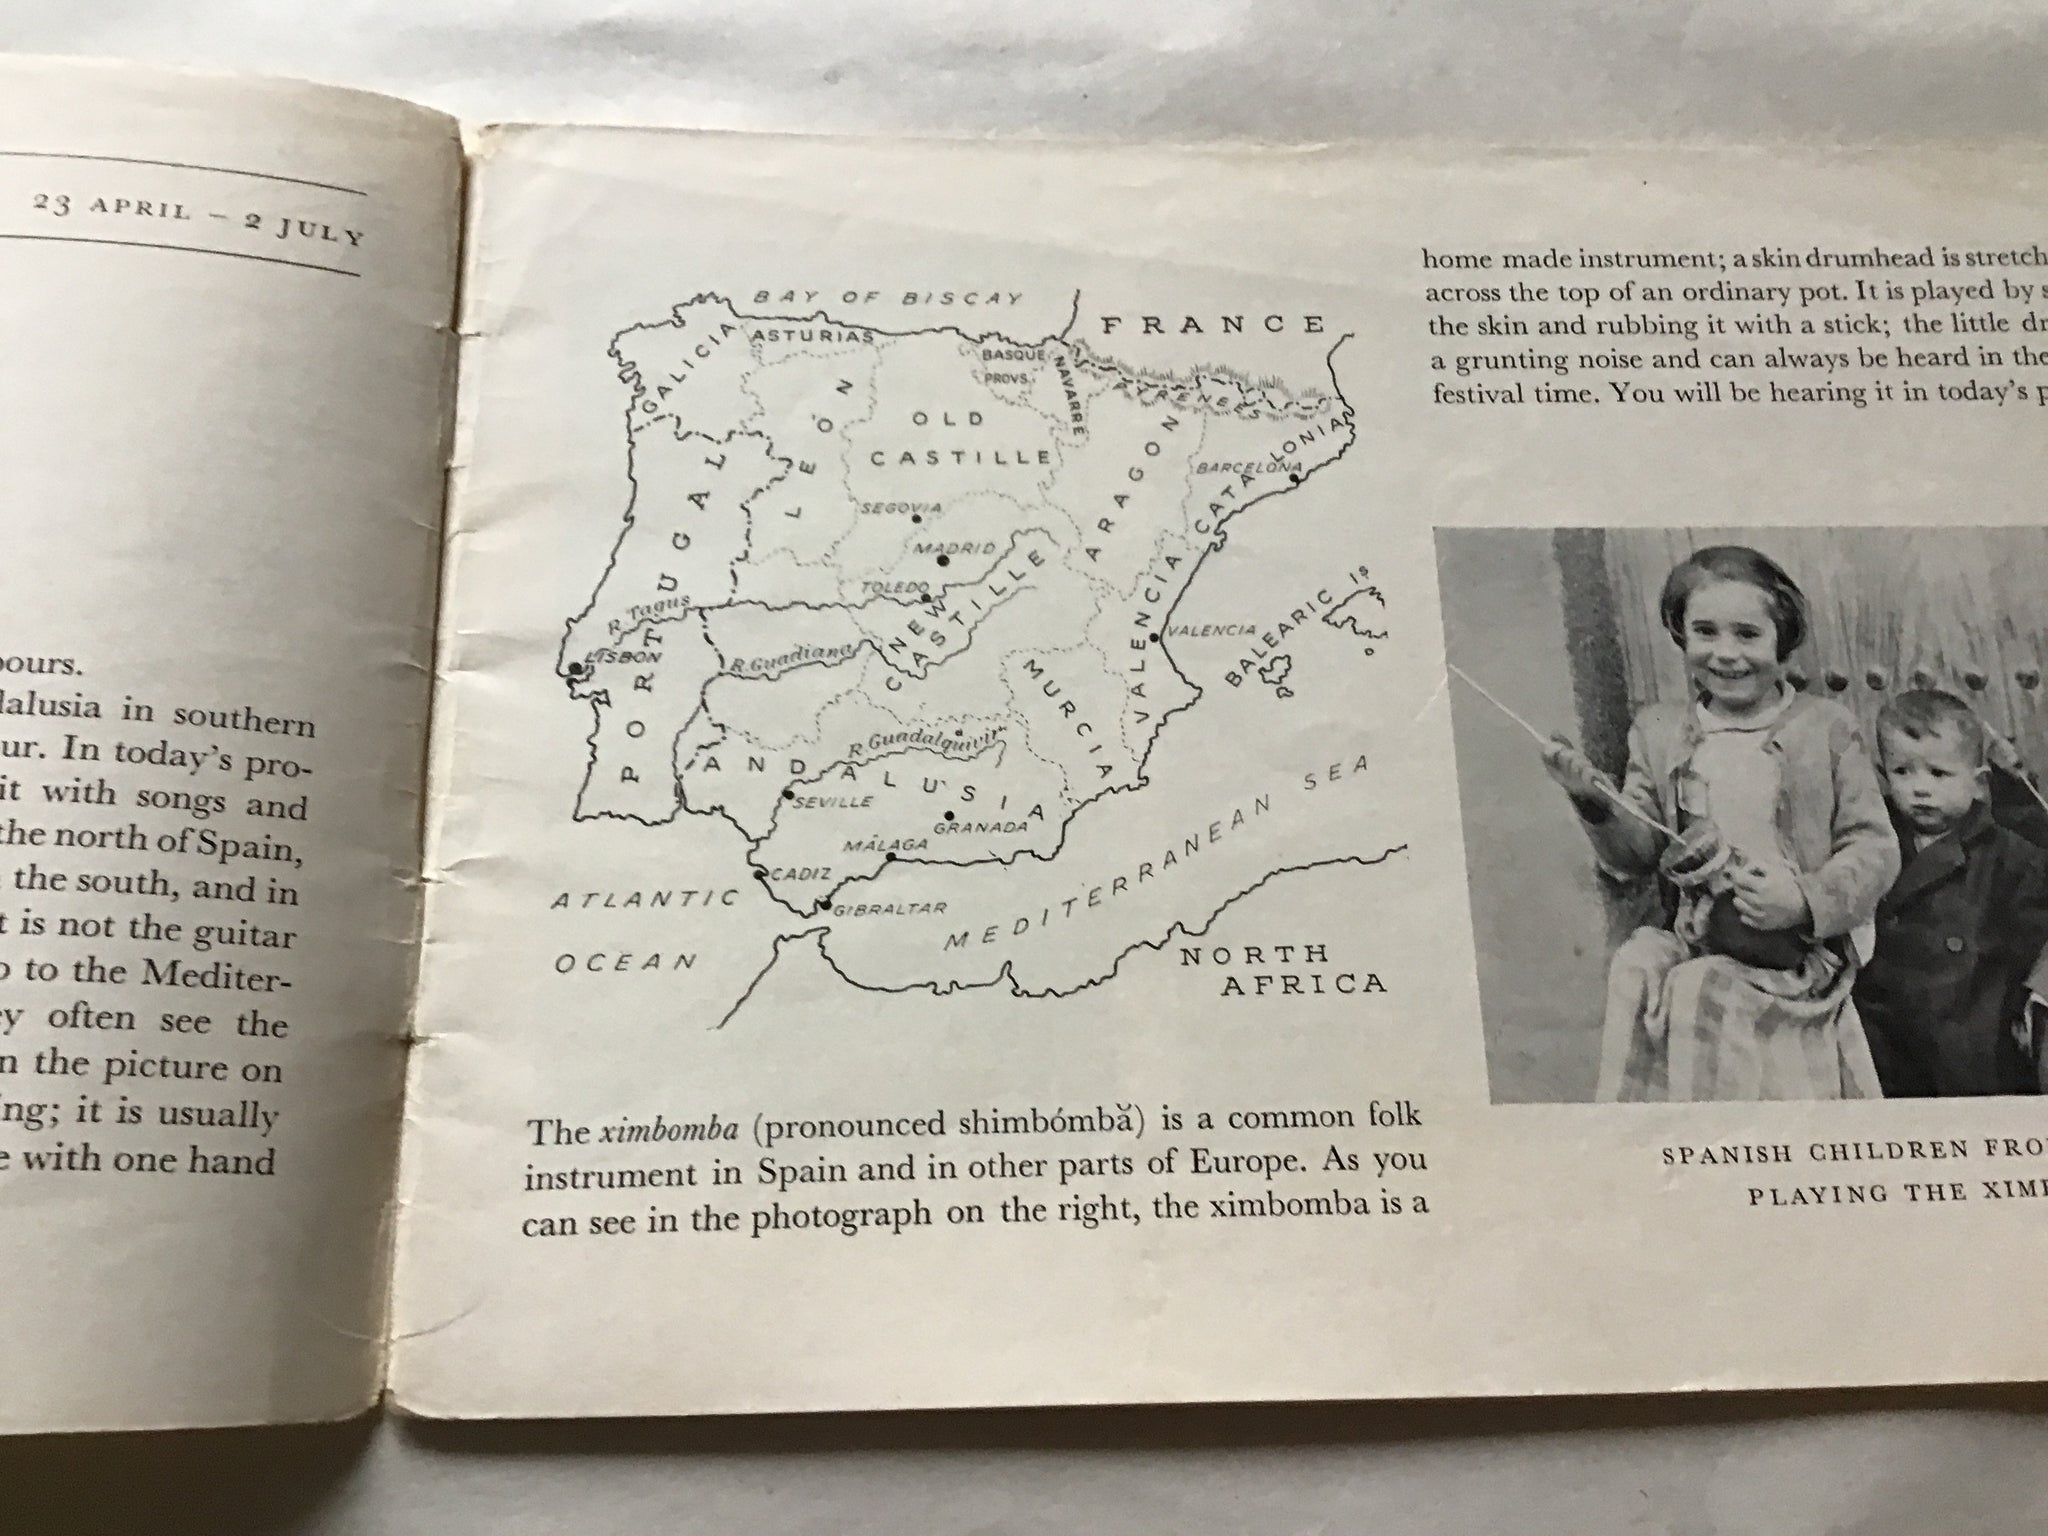 23 APRIL – 2 JULY
lalusia in southern
ur. In today's pro-
it with songs and
the north of Spain,
the south, and in
t is not the guitar
to the Mediter-
often see the
n the picture on
ing; it is usually
with one hand
BAY OF BISCAY
FRANCE
GALICIA
ASTURIAS
BASQUE
PROVS.
NAVARRE
PYRENEES
LEÓN
OLD
CASTILLE
ARAGON
CATALONIA
BARCELONA
SEGOVIA
MADRID
TOLEDO
NEW
CASTILLE
PORTUGAL
R Tagus
LISBON
R. Guadiana
VALENCIA
VALENCIA
BALEARIC IS
MURCIA
R Guadalquivir
ANDALUSIA
SEVILLE
GRANADA
MÁLAGA
CADIZ
GIBRALTAR
ATLANTIC
OCEAN
MEDITERRANEAN SEA
NORTH
AFRICA
The ximbomba (pronounced shimbómbă) is a common folk
instrument in Spain and in other parts of Europe. As you
can see in the photograph on the right, the ximbomba is a
home made instrument; a skin drumhead is stretch
across the top of an ordinary pot. It is played by s
the skin and rubbing it with a stick; the little dr
a grunting noise and can always be heard in the
festival time. You will be hearing it in today's p
SPANISH CHILDREN FRO
PLAYING THE XIM